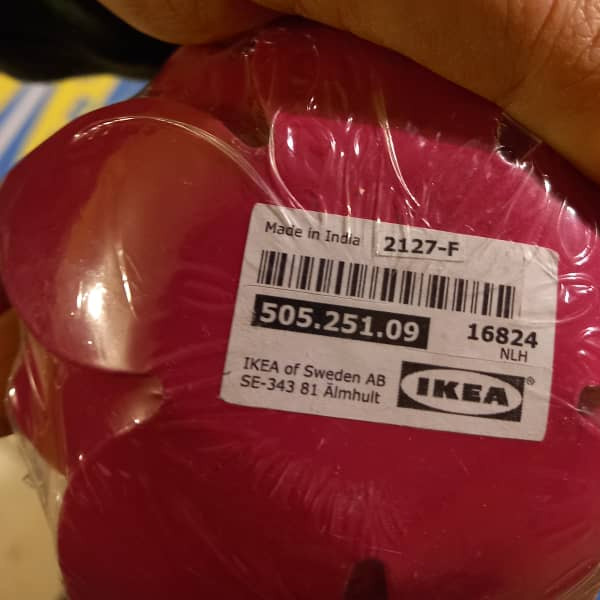 Made in India 2127-F
505.251.09 16824
NLH
IKEA of Sweden AB
SE-343 81 Älmhult
IKEA®